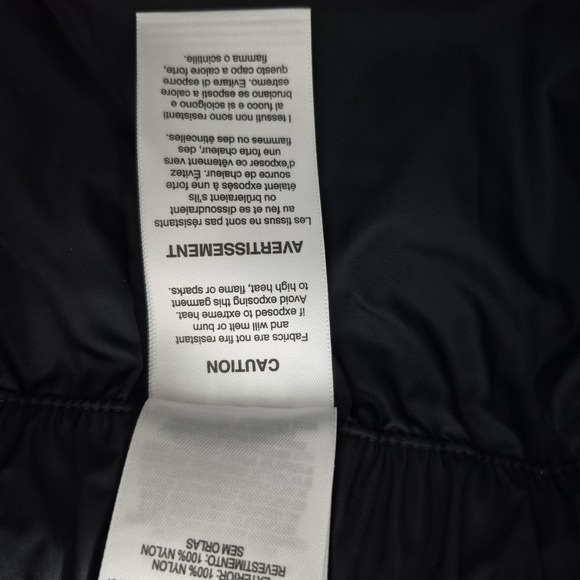 EXTERIOR: 100% NYLON
REVESTIMENTO: 100% NYLON
SEM ORLAS
CAUTION
Fabrics are not fire resistant
and will melt or burn
if exposed to extreme heat.
Avoid exposing this garment
to high heat, flame or sparks.
AVERTISSEMENT
Les tissus ne sont pas résistants
au feu et se dissoudraient
ou brûleraient s'ils
étaient exposés à une forte
source de chaleur. Évitez
d'exposer ce vêtement vers
une forte chaleur, des
flammes ou des étincelles.
I tessuti non sono resistenti
al fuoco e si sciolgono e
bruciano se esposti a calore
estremo. Evitare di esporre
questo capo a calore forte,
fiamma o scintille.